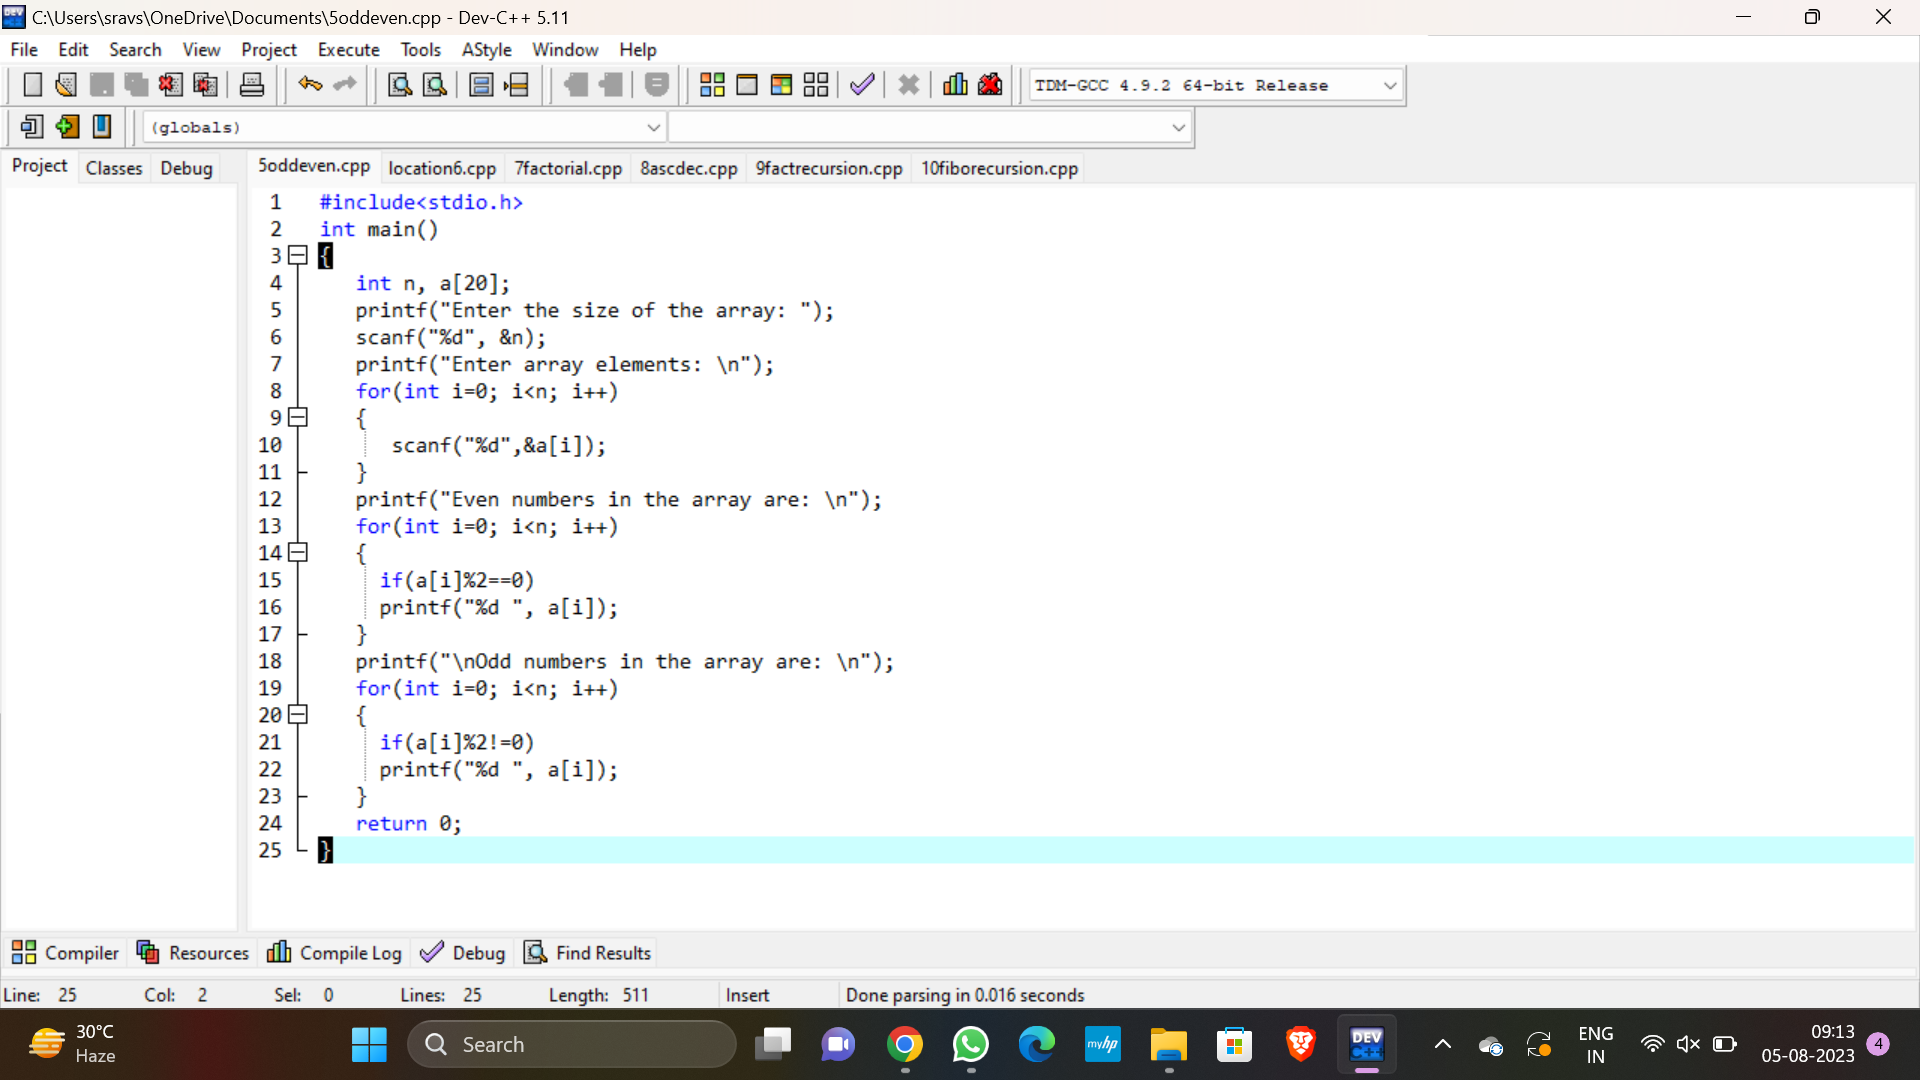 C:\Users\sravs\OneDrive\Documents\5oddeven.cpp - Dev-C++ 5.11
File Edit Search View Project Execute Tools AStyle Window Help
TDM-GCC 4.9.2 64-bit Release
(globals)
Project Classes Debug
5oddeven.cpp location6.cpp 7factorial.cpp 8ascdec.cpp 9factrecursion.cpp 10fiborecursion.cpp
1 #include<stdio.h>
2 int main()
3 {
4 int n, a[20];
5 printf("Enter the size of the array: ");
6 scanf("%d", &n);
7 printf("Enter array elements: \n");
8 for(int i=0; i<n; i++)
9 {
10 scanf("%d",&a[i]);
11 }
12 printf("Even numbers in the array are: \n");
13 for(int i=0; i<n; i++)
14 {
15 if(a[i]%2==0)
16 printf("%d ", a[i]);
17 }
18 printf("\nOdd numbers in the array are: \n");
19 for(int i=0; i<n; i++)
20 {
21 if(a[i]%2!=0)
22 printf("%d ", a[i]);
23 }
24 return 0;
25 }
Compiler Resources Compile Log Debug Find Results
Line: 25 Col: 2 Sel: 0 Lines: 25 Length: 511 Insert Done parsing in 0.016 seconds
30°C
Haze
Search
myhp
DEV
C++
ENG
IN
09:13
05-08-2023
4